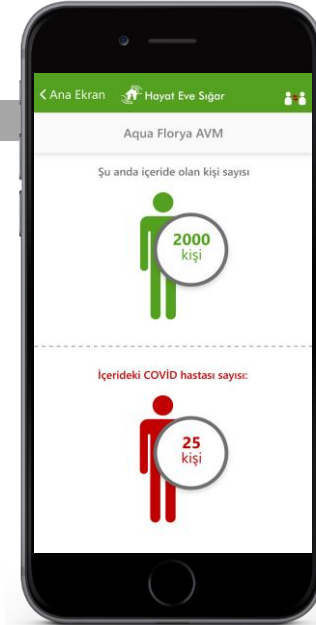 Ana Ekran
Hayat Eve Sığar
Aqua Florya AVM
Şu anda içeride olan kişi sayısı
2000
kişi
İçerideki COVİD hastası sayısı:
25
kişi